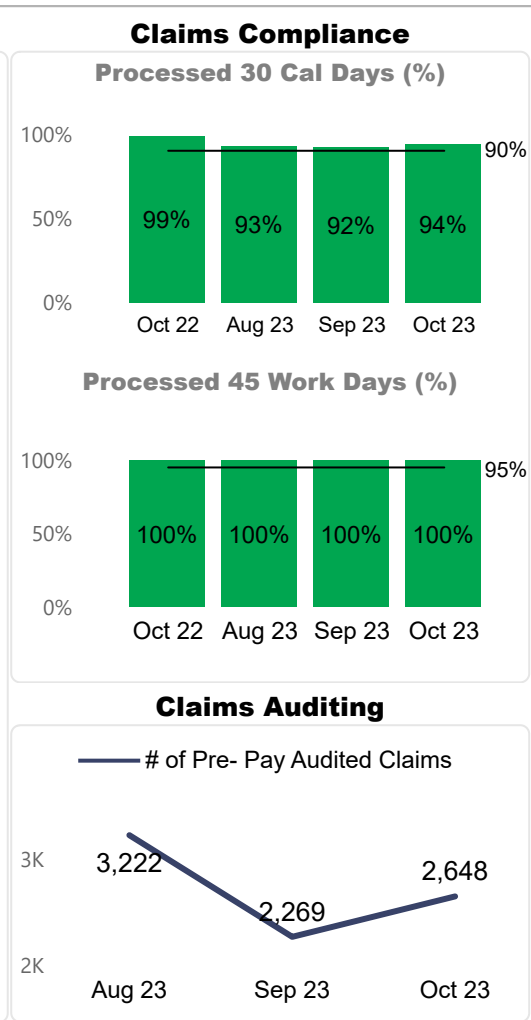 Claims Compliance
Processed 30 Cal Days (%)
100%
90%
50%
99%
93%
92%
94%
0%
Oct 22
Aug 23
Sep 23
Oct 23
Processed 45 Work Days (%)
100%
95%
50%
100%
100%
100%
100%
0%
Oct 22
Aug 23
Sep 23
Oct 23
Claims Auditing
# of Pre- Pay Audited Claims
3K
3,222
2,269
2,648
2K
Aug 23
Sep 23
Oct 23